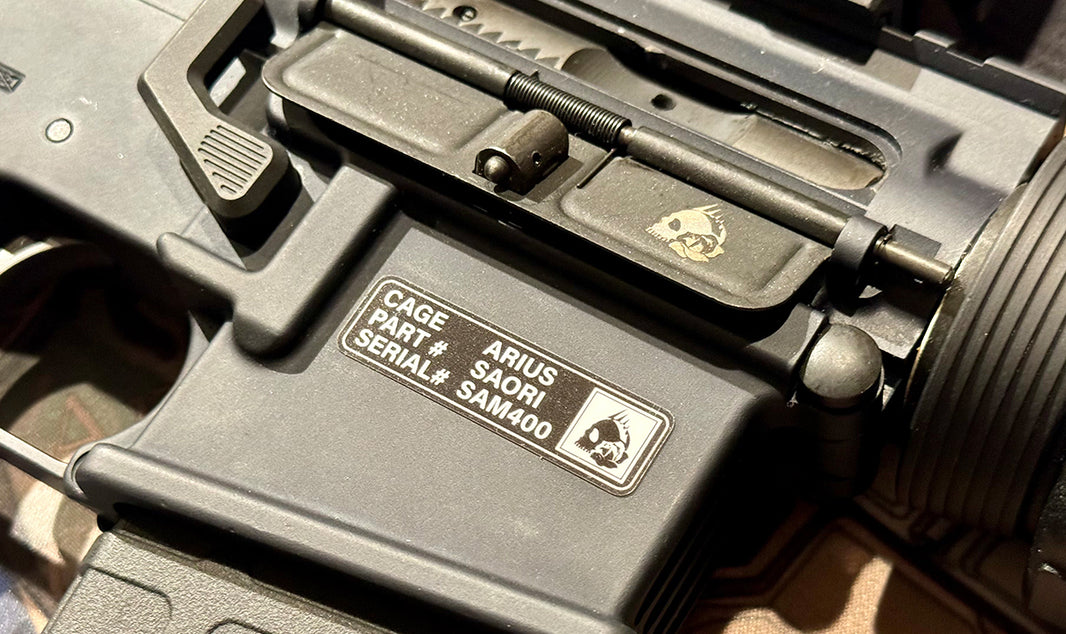 CAGE ARIUS
PART # SAORI
SERIAL# SAM400